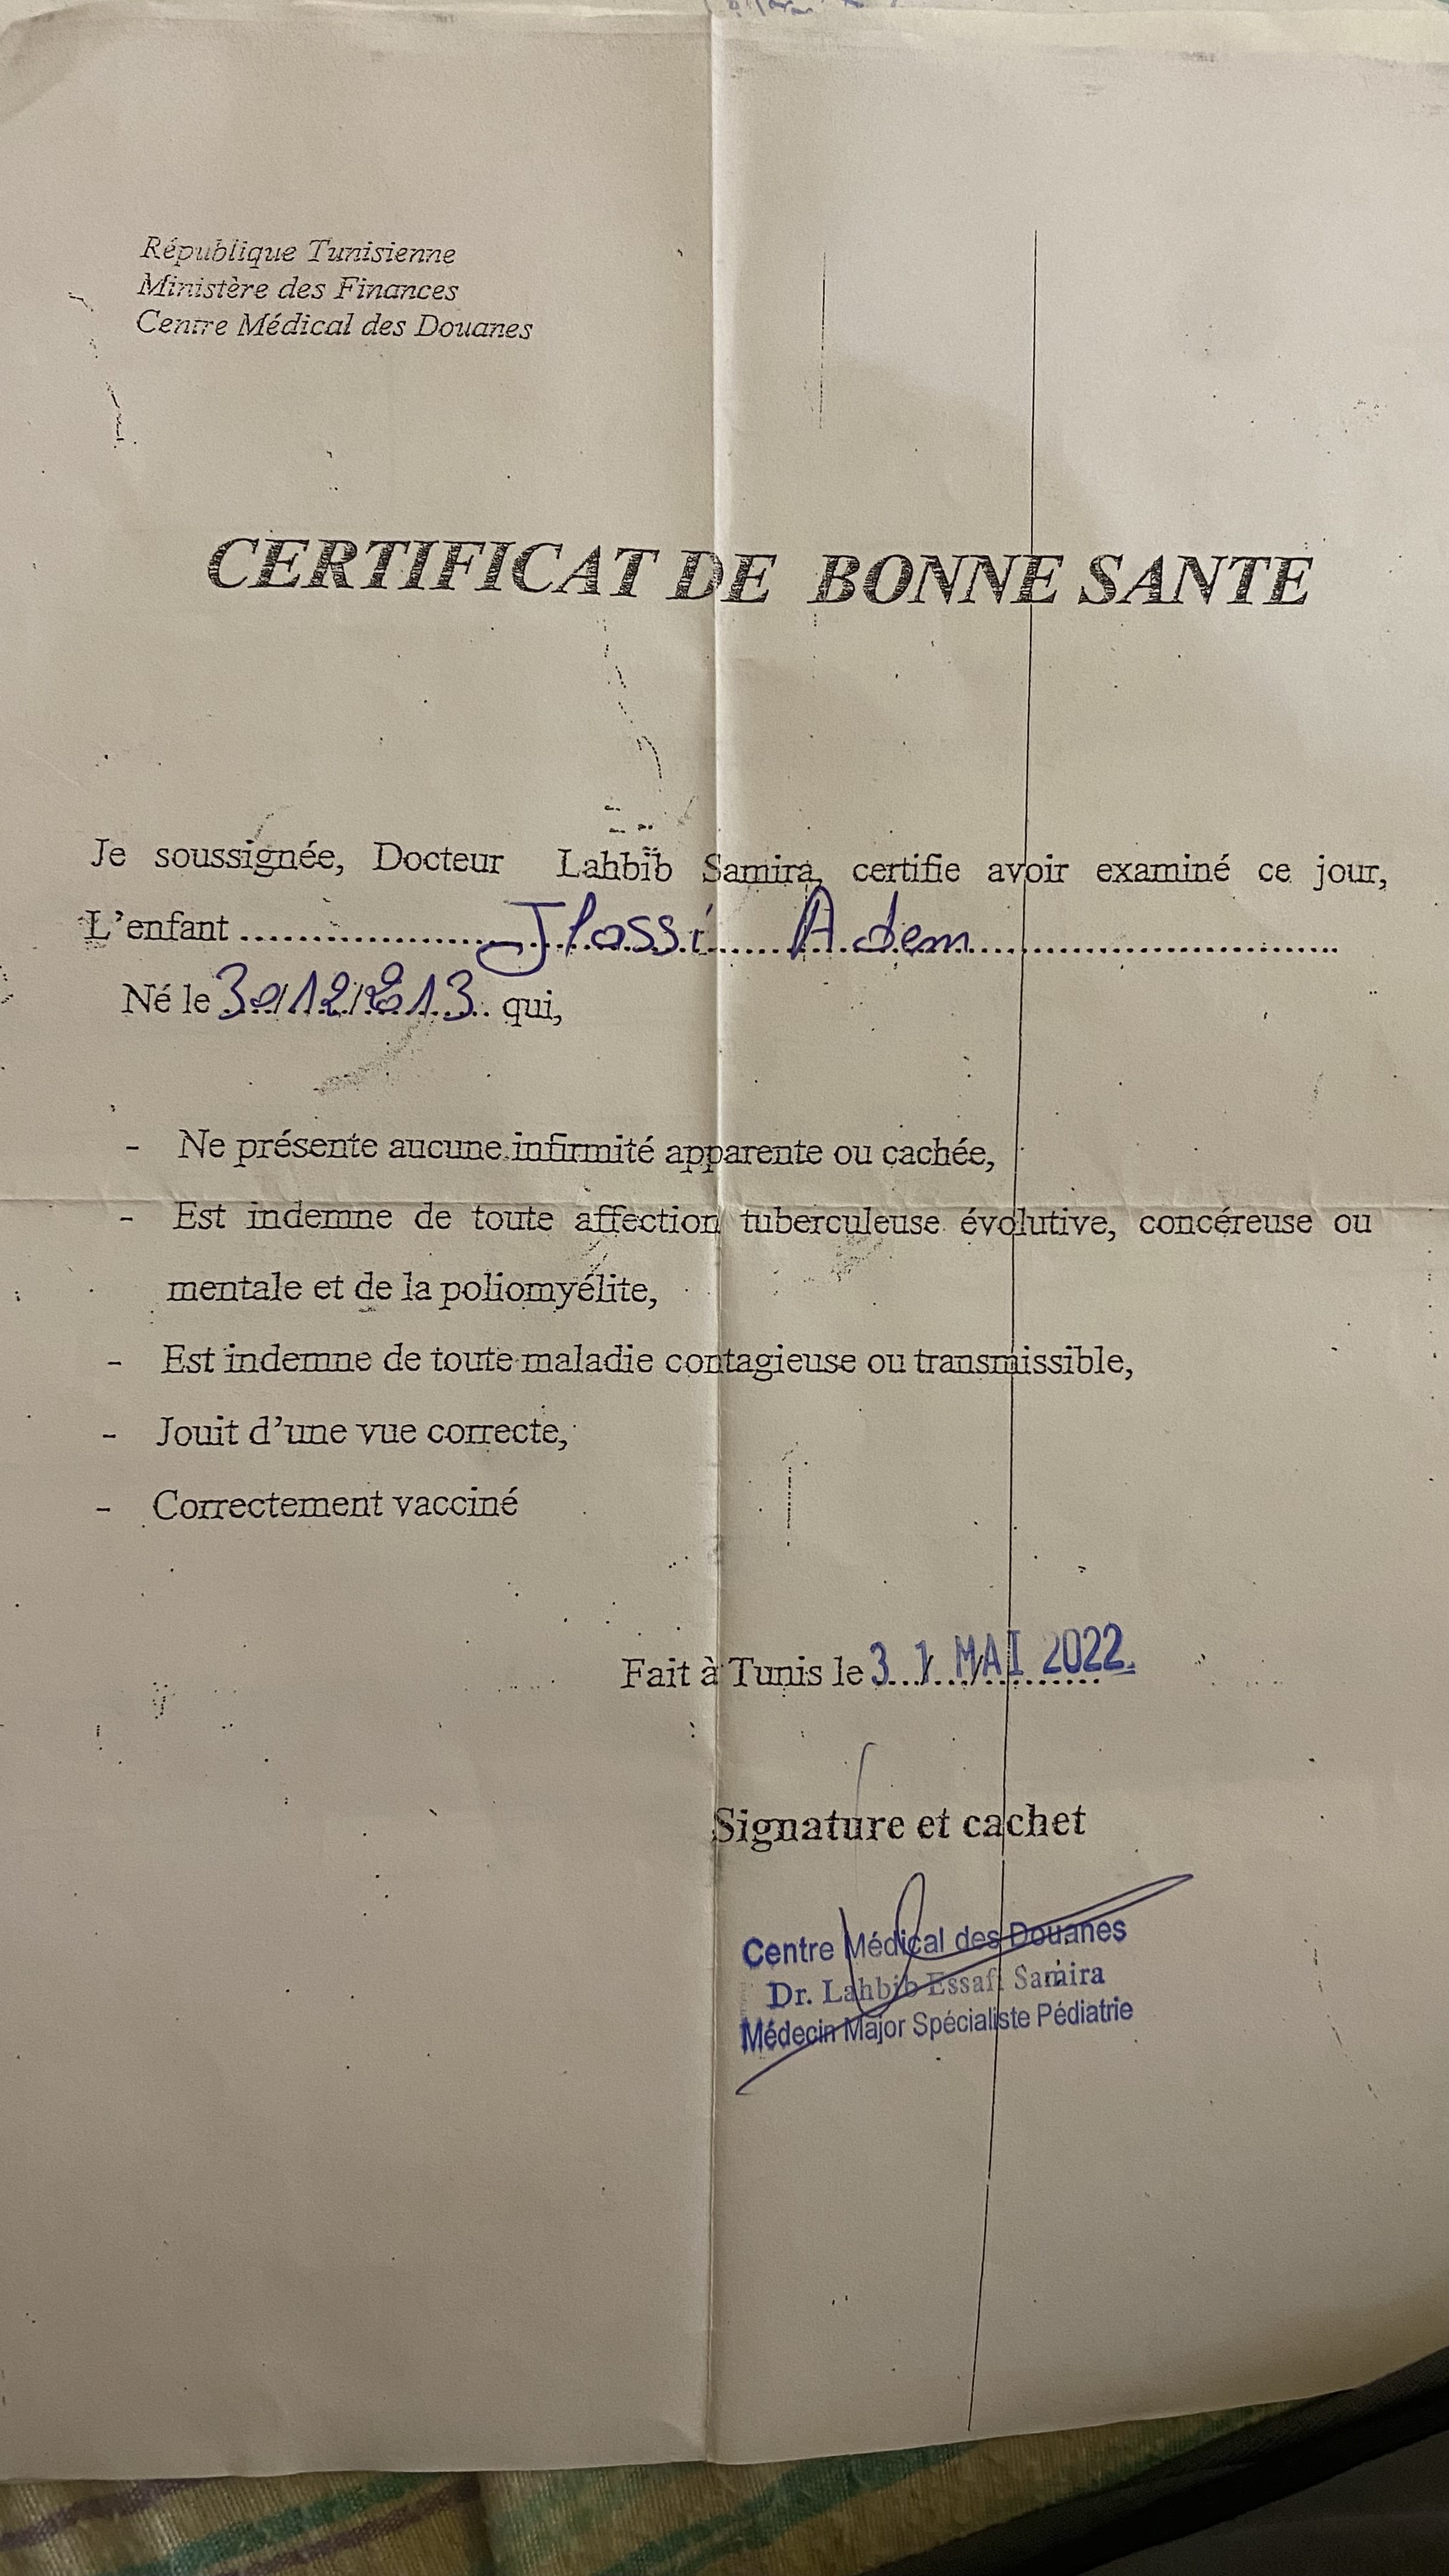 République Tunisienne
Ministère des Finances
Centre Médical des Douanes
CERTIFICAT DE BONNE SANTE
Je soussignée, Docteur Lahbib Samira, certifie avoir examiné ce jour,
L'enfant ........................Jlassi......Adem..............................
Né le 30/12/2013.. qui,
- Ne présente aucune infirmité apparente ou cachée,
- Est indemne de toute affection tuberculeuse évolutive, concéreuse ou
mentale et de la poliomyélite,
- Est indemne de toute maladie contagieuse ou transmissible,
- Jouit d'une vue correcte,
- Correctement vacciné
Fait à Tunis le 31 MAI 2022
Signature et cachet
Centre Médical des Douanes
Dr. Lahbib Essafi Samira
Médecin Major Spécialiste Pédiatrie